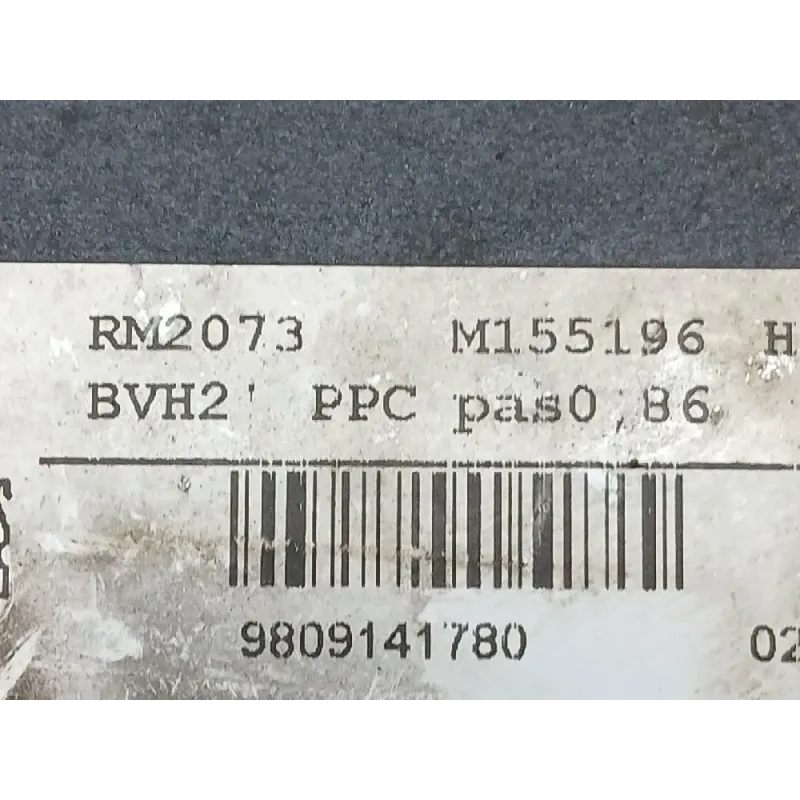 RM2073 M155196 H
BVH2' PPC pas0,86
9809141780 02